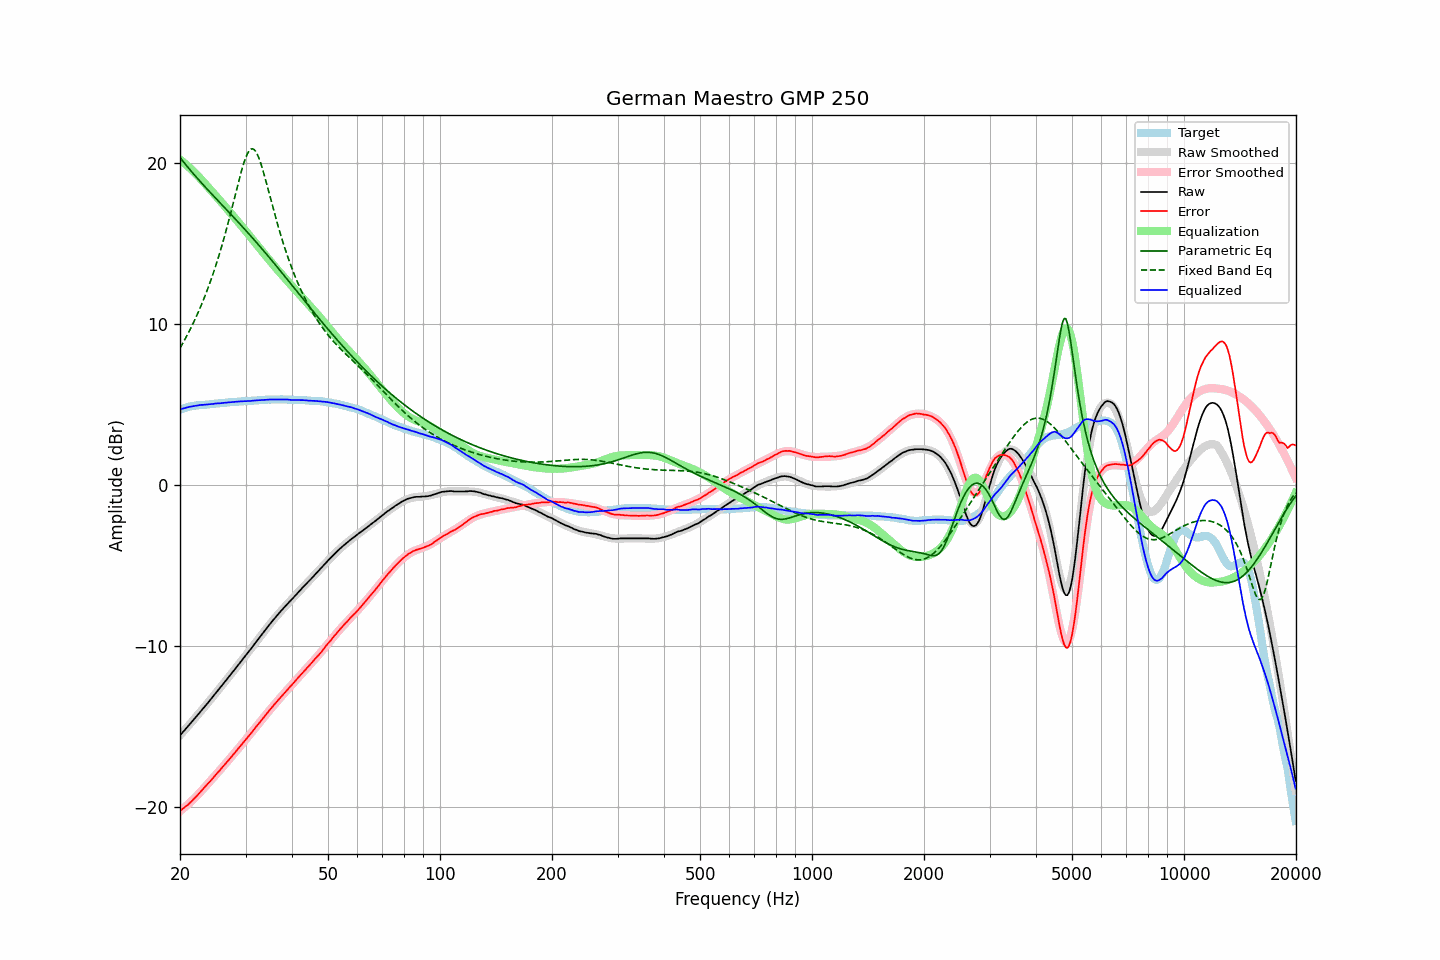 German Maestro GMP 250
Target
Raw Smoothed
Error Smoothed
Raw
Error
Equalization
Parametric Eq
Fixed Band Eq
Equalized
Amplitude (dBr)
20
10
0
−10
−20
20 50 100 200 500 1000 2000 5000 10000 20000
Frequency (Hz)